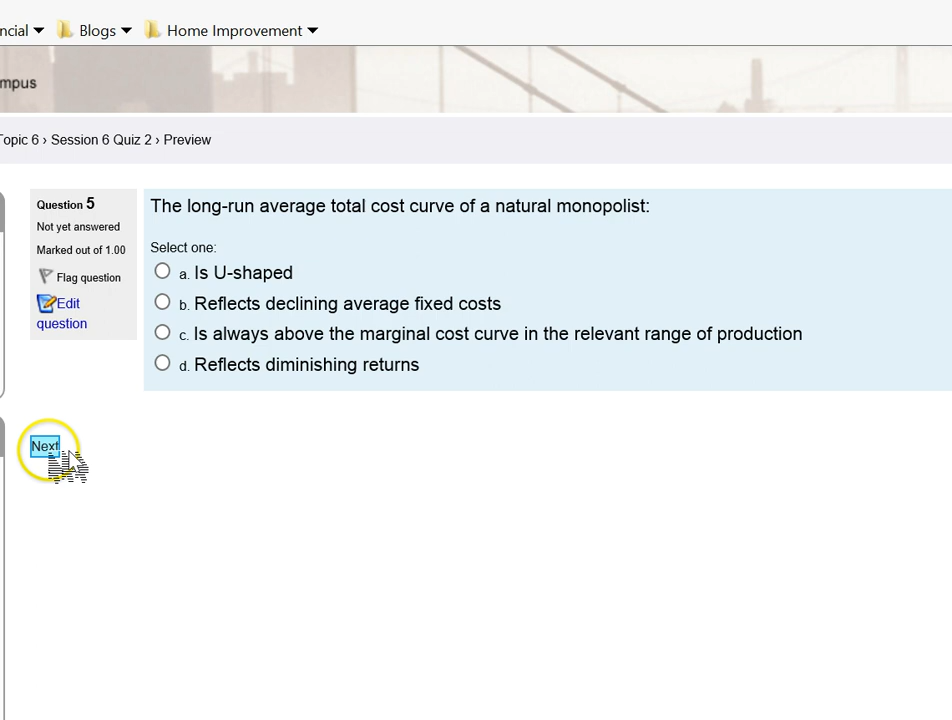 ncial Blogs Home Improvement
mpus
Topic 6 › Session 6 Quiz 2 › Preview
Question 5
Not yet answered
Marked out of 1.00
Flag question
Edit
question
The long-run average total cost curve of a natural monopolist:
Select one:
a. Is U-shaped
b. Reflects declining average fixed costs
c. Is always above the marginal cost curve in the relevant range of production
d. Reflects diminishing returns
Next